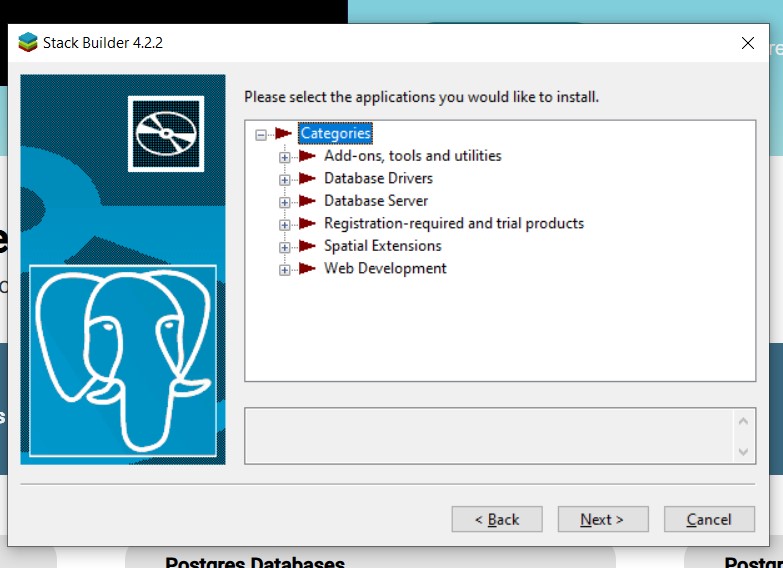 Stack Builder 4.2.2
Please select the applications you would like to install.
Categories
Add-ons, tools and utilities
Database Drivers
Database Server
Registration-required and trial products
Spatial Extensions
Web Development
< Back
Next >
Cancel
Postgres Databases